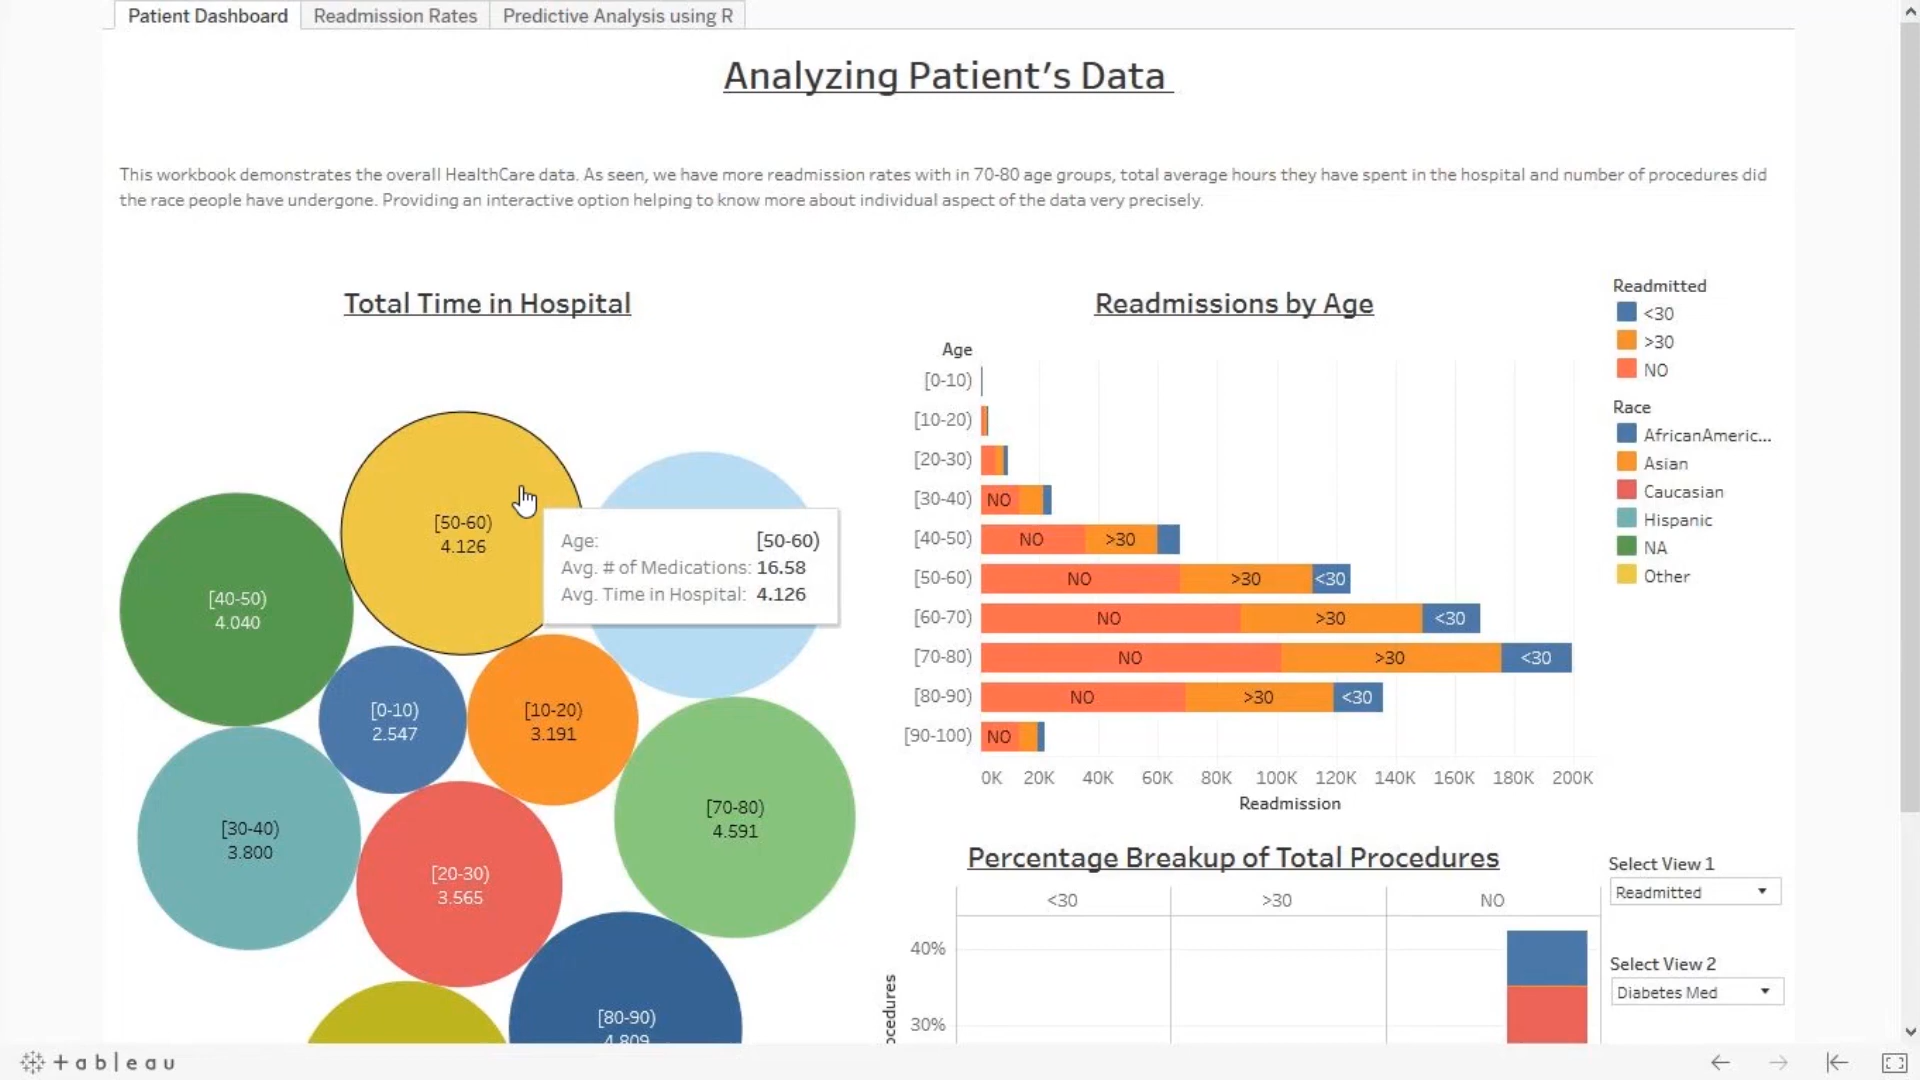 Patient Dashboard
Readmission Rates
Predictive Analysis using R
Analyzing Patient's Data
This workbook demonstrates the overall HealthCare data. As seen, we have more readmission rates with in 70-80 age groups, total average hours they have spent in the hospital and number of procedures did
the race people have undergone. Providing an interactive option helping to know more about individual aspect of the data very precisely.
Total Time in Hospital
[50-60)
4.126
Age: [50-60)
Avg. # of Medications: 16.58
Avg. Time in Hospital: 4.126
[40-50)
4.040
[0-10)
2.547
[10-20)
3.191
[70-80)
4.591
[30-40)
3.800
[20-30)
3.565
[80-90)
4.809
Readmissions by Age
Age
[0-10)
[10-20)
[20-30)
[30-40) NO
[40-50) NO >30
[50-60) NO >30 <30
[60-70) NO >30 <30
[70-80) NO >30 <30
[80-90) NO >30 <30
[90-100) NO
0K 20K 40K 60K 80K 100K 120K 140K 160K 180K 200K
Readmission
Readmitted
<30
>30
NO
Race
AfricanAmeric...
Asian
Caucasian
Hispanic
NA
Other
Percentage Breakup of Total Procedures
<30 >30 NO
40%
30%
Select View 1
Readmitted
Select View 2
Diabetes Med
+ableau